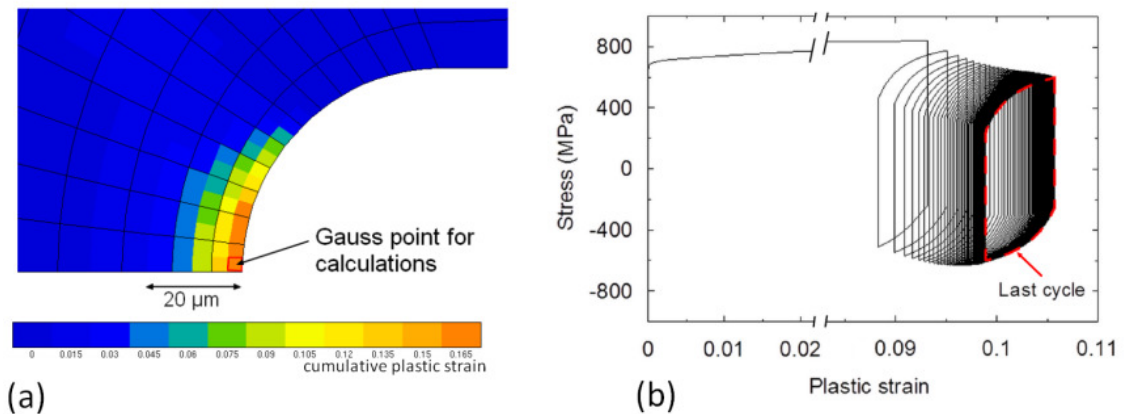 Gauss point for
calculations
20 µm
0 0.015 0.03 0.045 0.06 0.075 0.09 0.105 0.12 0.135 0.15 0.165
cumulative plastic strain
(a)
800
400
0
-400
-800
Stress (MPa)
Last cycle
0 0.01 0.02 0.09 0.1 0.11
Plastic strain
(b)